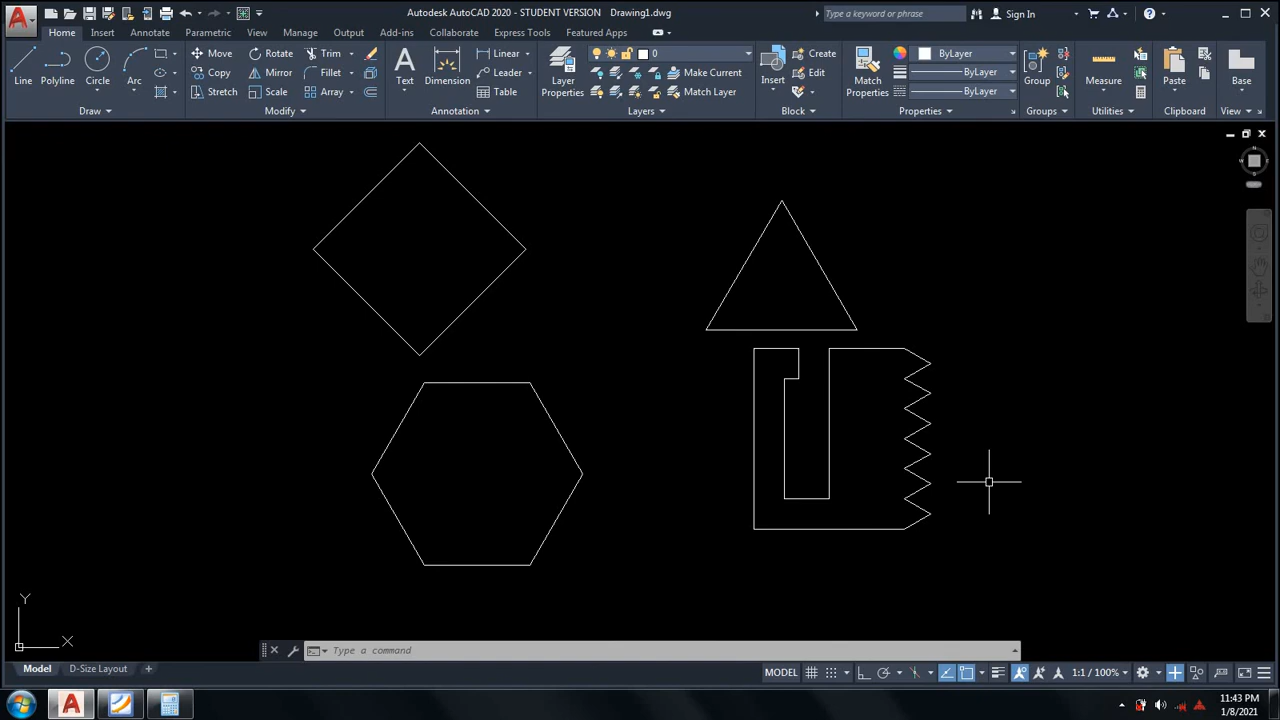 Autodesk AutoCAD 2020 - STUDENT VERSION Drawing1.dwg
Type a keyword or phrase
Sign In
Home Insert Annotate Parametric View Manage Output Add-ins Collaborate Express Tools Featured Apps
Line
Polyline
Circle
Arc
Draw
Move
Rotate
Trim
Copy
Mirror
Fillet
Stretch
Scale
Array
Modify
Text
Dimension
Linear
Leader
Table
Annotation
Layer
Properties
0
Make Current
Match Layer
Layers
Insert
Create
Edit
Block
Match
Properties
ByLayer
ByLayer
ByLayer
Properties
Group
Groups
Measure
Utilities
Paste
Clipboard
Base
View
N
W
E
S
Y
X
Type a command
Model D-Size Layout
MODEL
1:1 / 100%
11:43 PM
1/8/2021